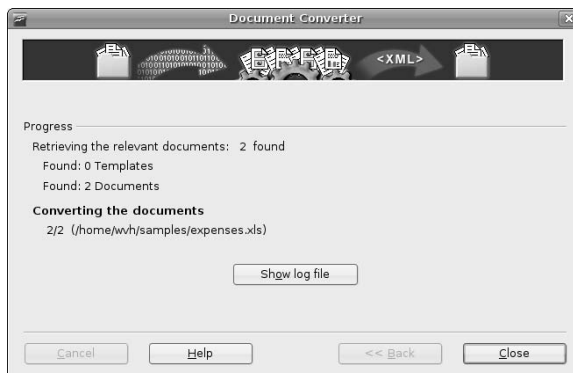 Document Converter
<XML>
Progress
Retrieving the relevant documents: 2 found
Found: 0 Templates
Found: 2 Documents
Converting the documents
2/2 (/home/wvh/samples/expenses.xls)
Show log file
Cancel
Help
<< Back
Close